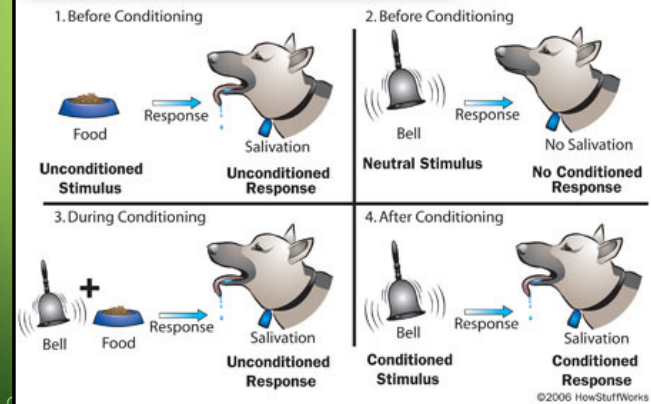 1. Before Conditioning
Food
Response
Salivation
Unconditioned
Stimulus
Unconditioned
Response
2. Before Conditioning
Bell
Response
No Salivation
Neutral Stimulus
No Conditioned
Response
3. During Conditioning
+
Bell
Food
Response
Salivation
Unconditioned
Response
4. After Conditioning
Bell
Response
Salivation
Conditioned
Stimulus
Conditioned
Response
©2006 HowStuffWorks